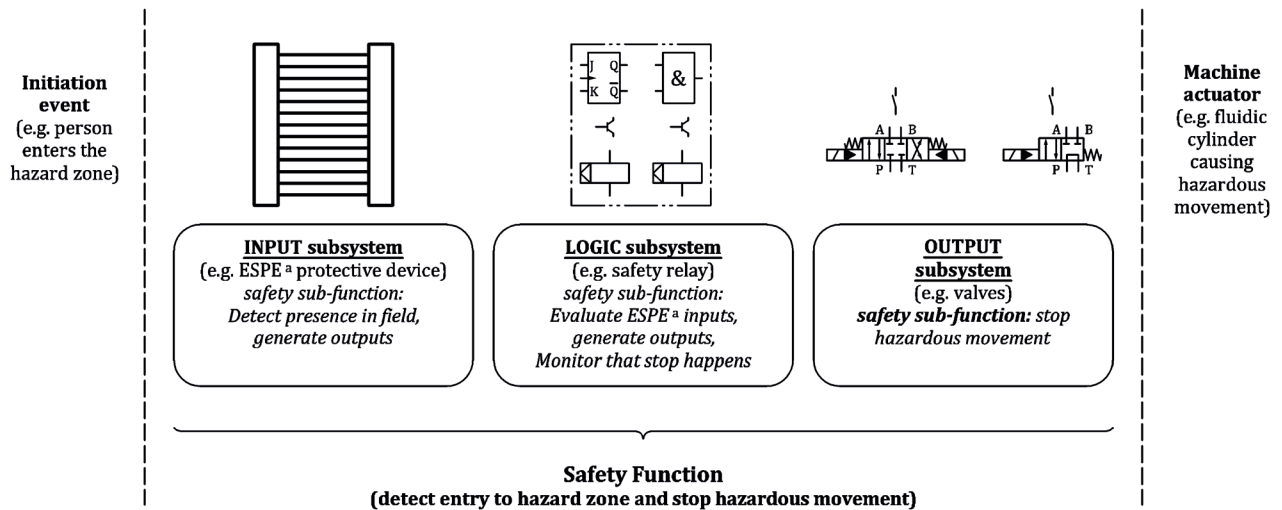 Initiation
event
(e.g. person
enters the
hazard zone)
J Q
K Q̅
&
A B
P T
A B
P T
INPUT subsystem
(e.g. ESPE ᵃ protective device)
safety sub-function:
Detect presence in field,
generate outputs
LOGIC subsystem
(e.g. safety relay)
safety sub-function:
Evaluate ESPE ᵃ inputs,
generate outputs,
Monitor that stop happens
OUTPUT
subsystem
(e.g. valves)
safety sub-function: stop
hazardous movement
Machine
actuator
(e.g. fluidic
cylinder
causing
hazardous
movement)
Safety Function
(detect entry to hazard zone and stop hazardous movement)